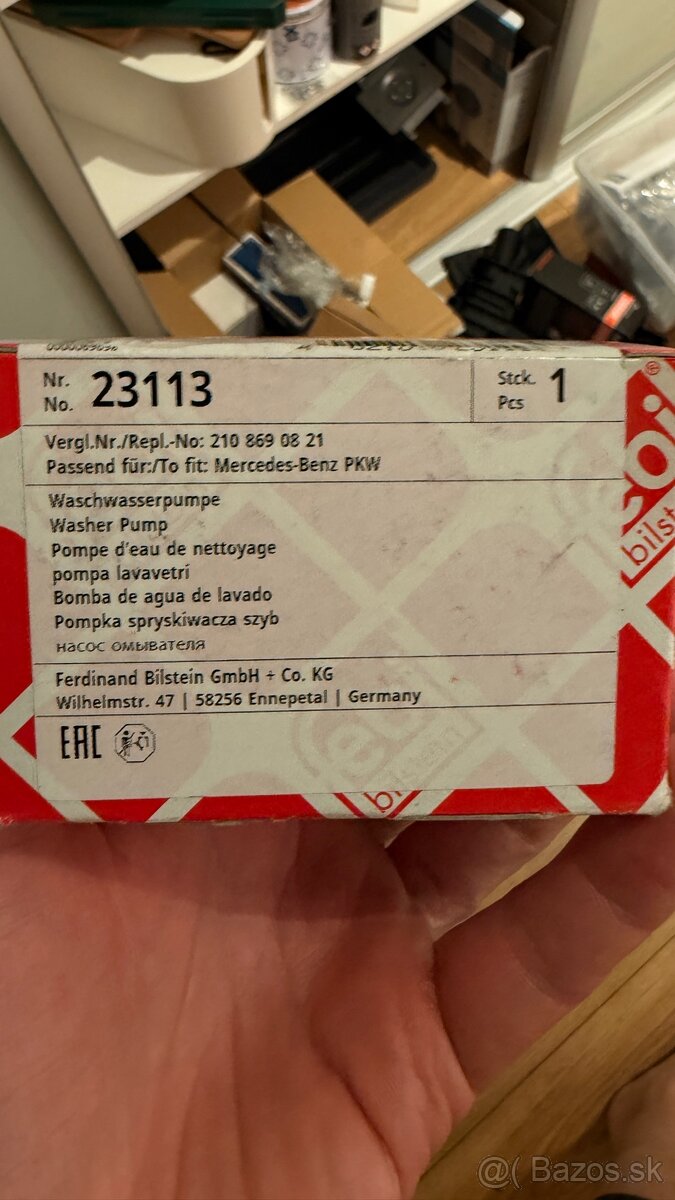 Nr.
No. 23113
Stck.
Pcs 1
Vergl.Nr./Repl.-No: 210 869 08 21
Passend für:/To fit: Mercedes-Benz PKW
Waschwasserpumpe
Washer Pump
Pompe d'eau de nettoyage
pompa lavavetri
Bomba de agua de lavado
Pompka spryskiwacza szyb
насос омывателя
Ferdinand Bilstein GmbH + Co. KG
Wilhelmstr. 47 | 58256 Ennepetal | Germany
EAC
@( Bazos.sk